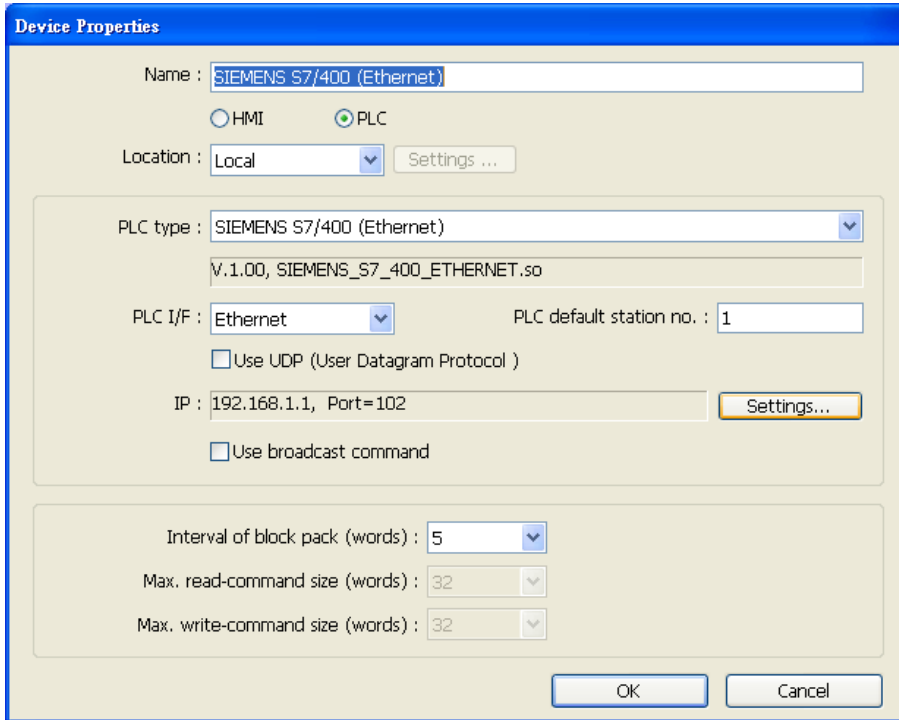 Device Properties
Name : SIEMENS S7/400 (Ethernet)
HMI PLC
Location : Local Settings ...
PLC type : SIEMENS S7/400 (Ethernet)
V.1.00, SIEMENS_S7_400_ETHERNET.so
PLC I/F : Ethernet PLC default station no. : 1
Use UDP (User Datagram Protocol )
IP : 192.168.1.1, Port=102 Settings...
Use broadcast command
Interval of block pack (words) : 5
Max. read-command size (words) : 32
Max. write-command size (words) : 32
OK Cancel